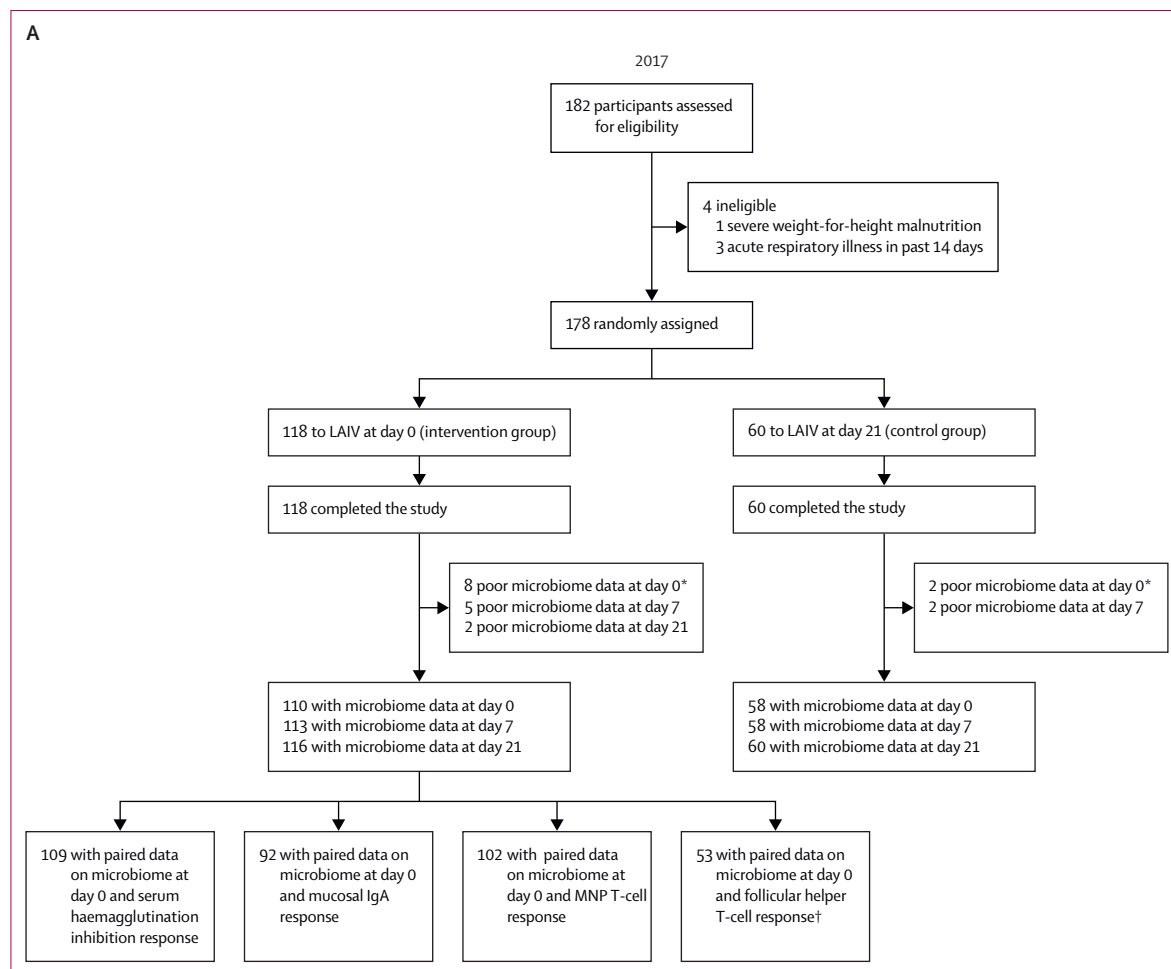 A
2017
182 participants assessed
for eligibility
4 ineligible
1 severe weight-for-height malnutrition
3 acute respiratory illness in past 14 days
178 randomly assigned
118 to LAIV at day 0 (intervention group)
60 to LAIV at day 21 (control group)
118 completed the study
60 completed the study
8 poor microbiome data at day 0*
5 poor microbiome data at day 7
2 poor microbiome data at day 21
2 poor microbiome data at day 0*
2 poor microbiome data at day 7
110 with microbiome data at day 0
113 with microbiome data at day 7
116 with microbiome data at day 21
58 with microbiome data at day 0
58 with microbiome data at day 7
60 with microbiome data at day 21
109 with paired data
on microbiome at
day 0 and serum
haemagglutination
inhibition response
92 with paired data on
microbiome at day 0
and mucosal IgA
response
102 with paired data
on microbiome at
day 0 and MNP T-cell
response
53 with paired data on
microbiome at day 0
and follicular helper
T-cell response†